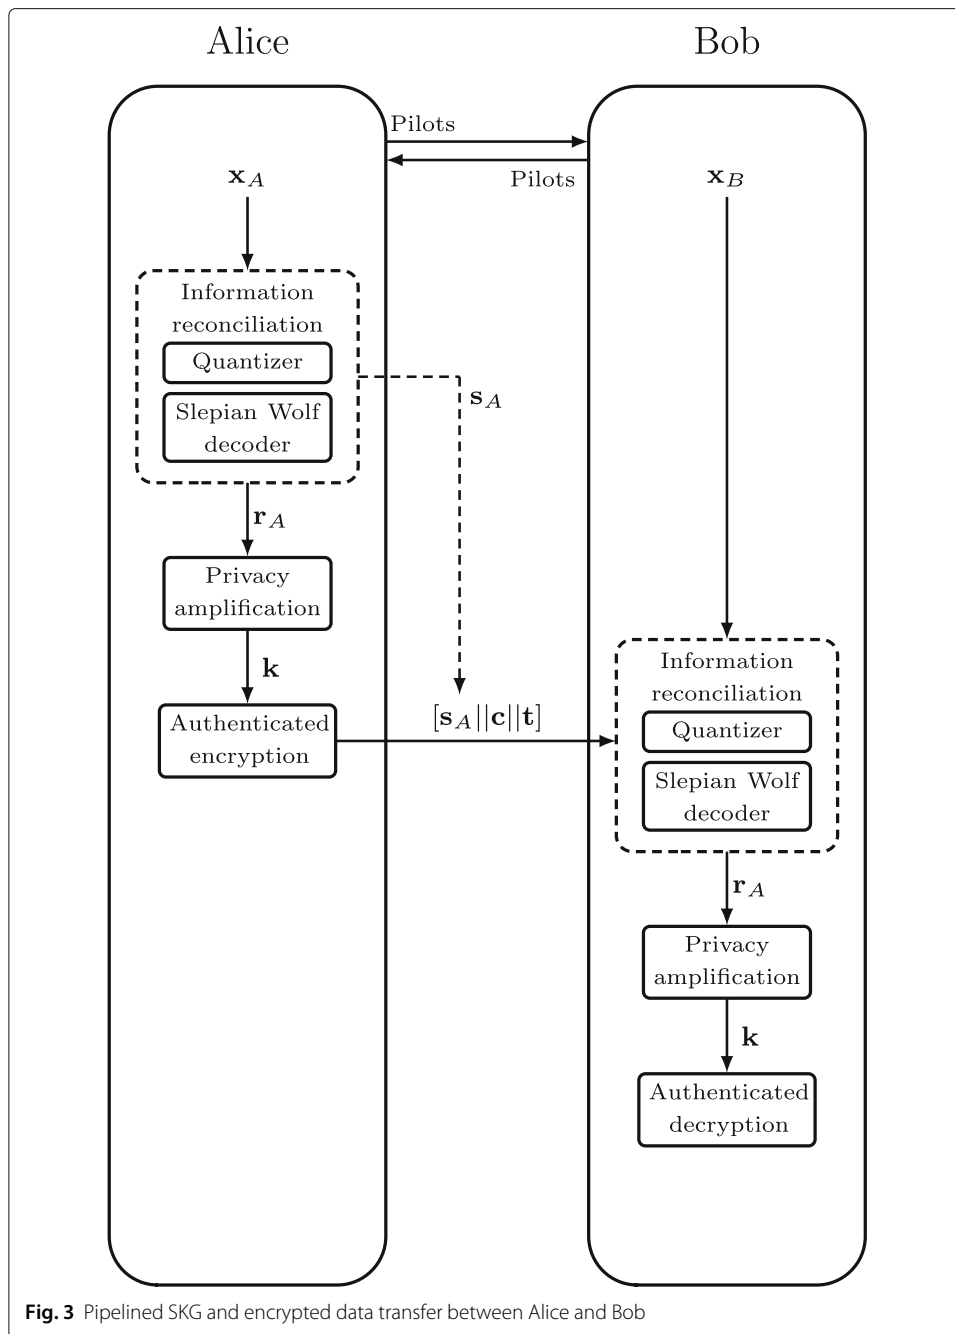 Alice
Bob
Pilots
Pilots
x_A
x_B
Information
reconciliation
Quantizer
Slepian Wolf
decoder
s_A
r_A
Privacy
amplification
k
Authenticated
encryption
[s_A||c||t]
Information
reconciliation
Quantizer
Slepian Wolf
decoder
r_A
Privacy
amplification
k
Authenticated
decryption
Fig. 3 Pipelined SKG and encrypted data transfer between Alice and Bob